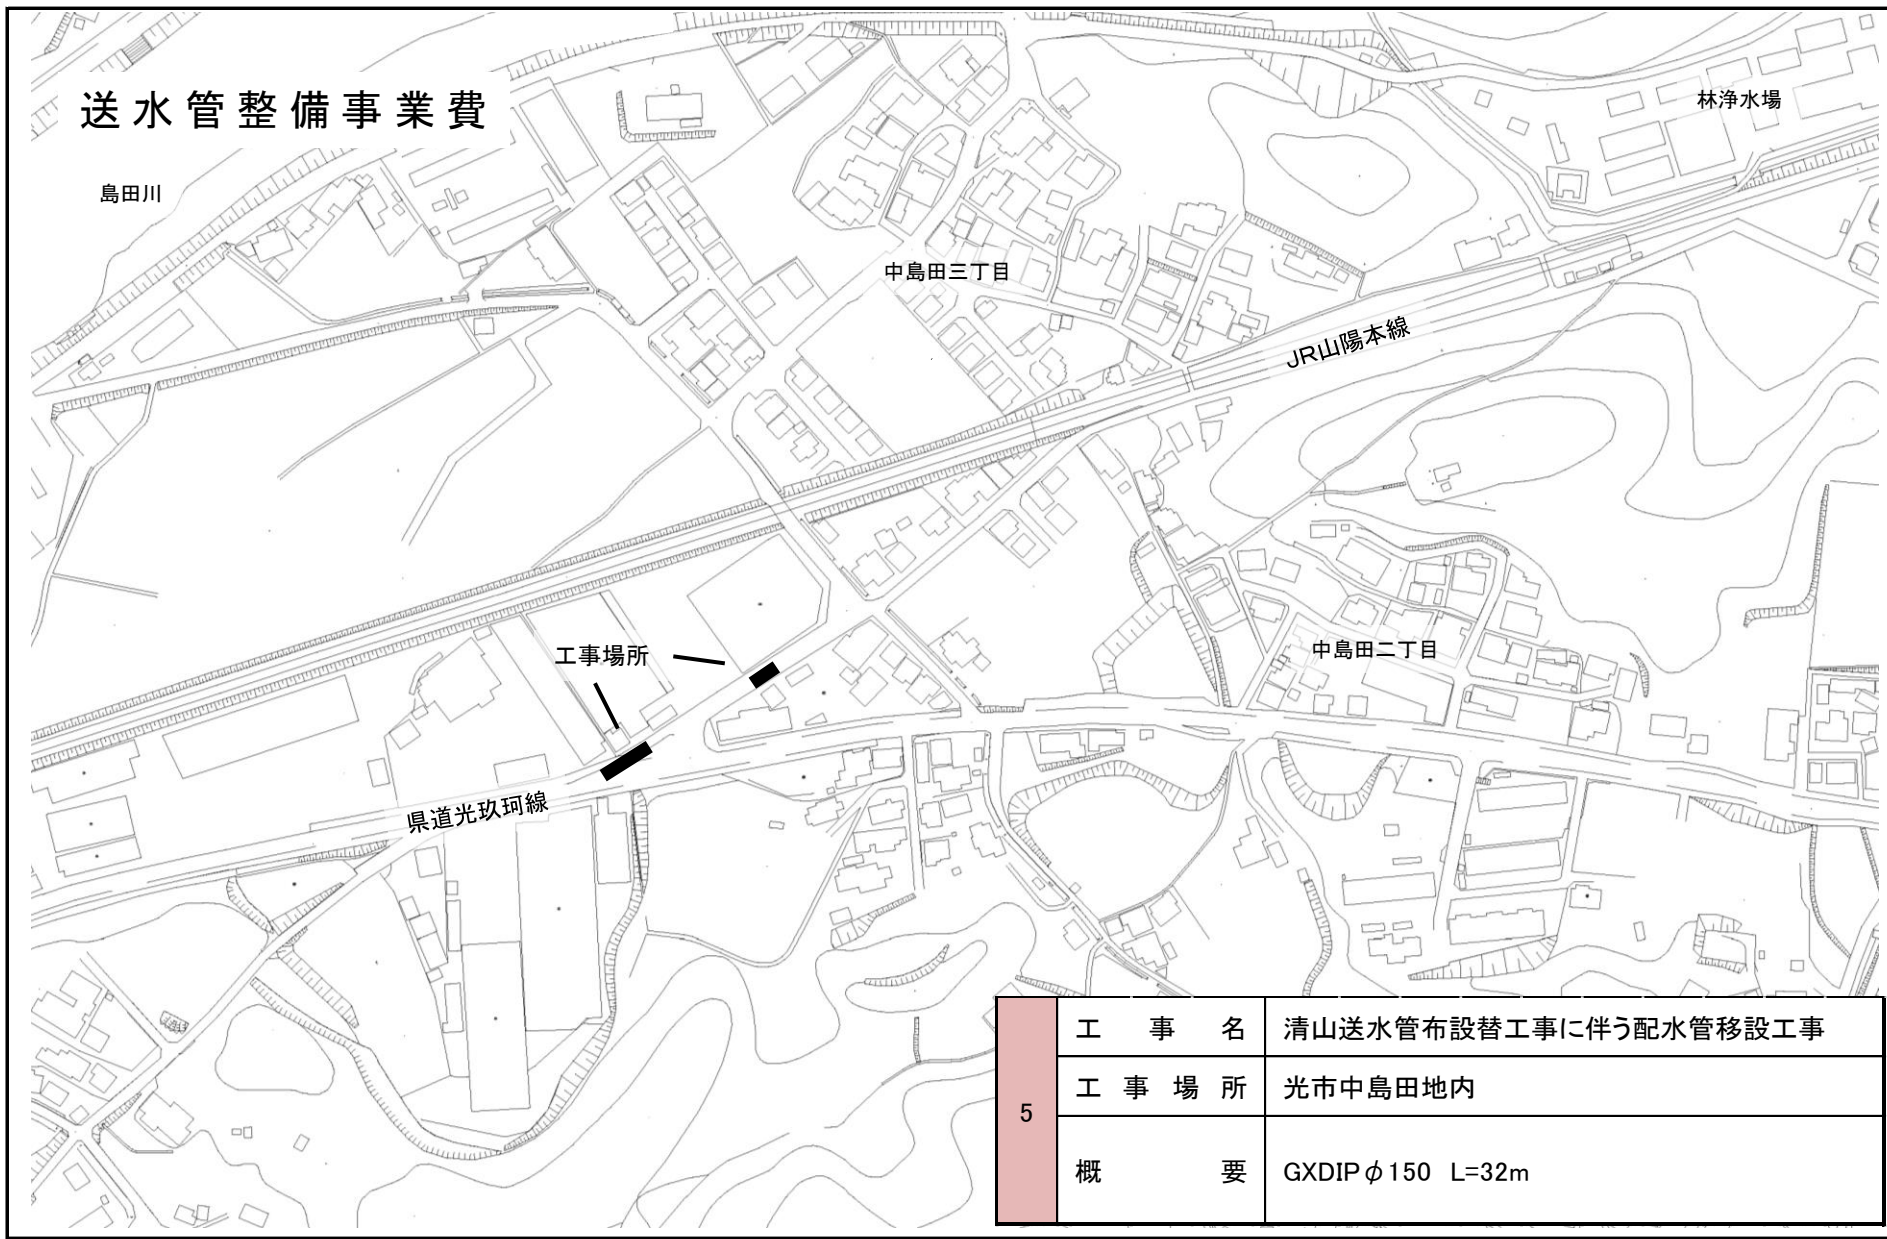 送水管整備事業費
林浄水場
島田川
中島田三丁目
JR山陽本線
工事場所
中島田二丁目
県道光玖珂線
5
工事名 清山送水管布設替工事に伴う配水管移設工事
工事場所 光市中島田地内
概要 GXDIPφ150 L=32m